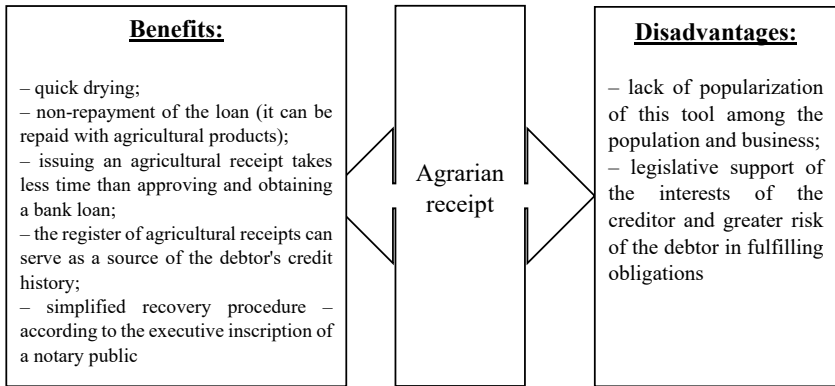 Benefits:
– quick drying;
– non-repayment of the loan (it can be
repaid with agricultural products);
– issuing an agricultural receipt takes
less time than approving and obtaining
a bank loan;
– the register of agricultural receipts can
serve as a source of the debtor's credit
history;
– simplified recovery procedure –
according to the executive inscription of
a notary public
Agrarian
receipt
Disadvantages:
– lack of popularization
of this tool among the
population and business;
– legislative support of
the interests of the
creditor and greater risk
of the debtor in fulfilling
obligations